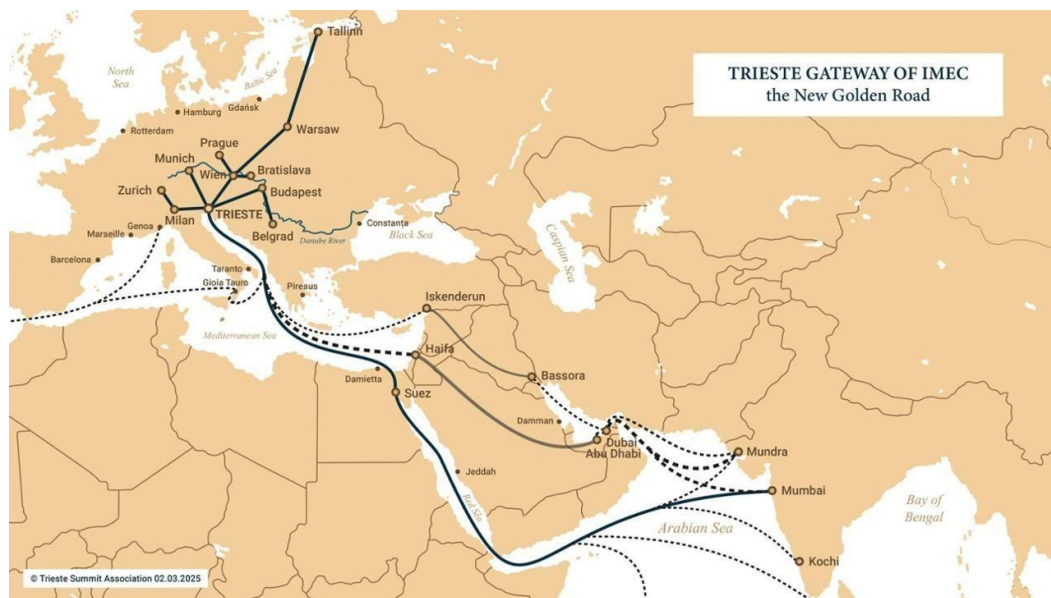 TRIESTE GATEWAY OF IMEC
the New Golden Road
Tallinn
North
Sea
Baltic Sea
Gdańsk
Hamburg
Rotterdam
Warsaw
Prague
Munich
Wien
Bratislava
Zurich
Budapest
Milan
TRIESTE
Genoa
Marseille
Belgrad
Danube River
Constanța
Black Sea
Caspian Sea
Barcelona
Taranto
Gioia Tauro
Pireaus
Iskenderun
Mediterranean Sea
Haifa
Damietta
Suez
Bassora
Damman
Dubai
Abu Dhabi
Mundra
Jeddah
Red Sea
Mumbai
Arabian Sea
Bay of
Bengal
Kochi
© Trieste Summit Association 02.03.2025